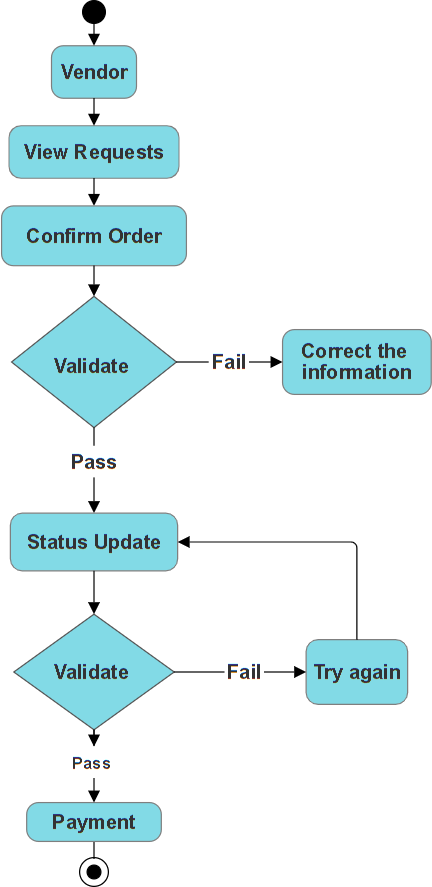 Vendor
View Requests
Confirm Order
Validate
Fail
Correct the
information
Pass
Status Update
Validate
Fail
Try again
Pass
Payment